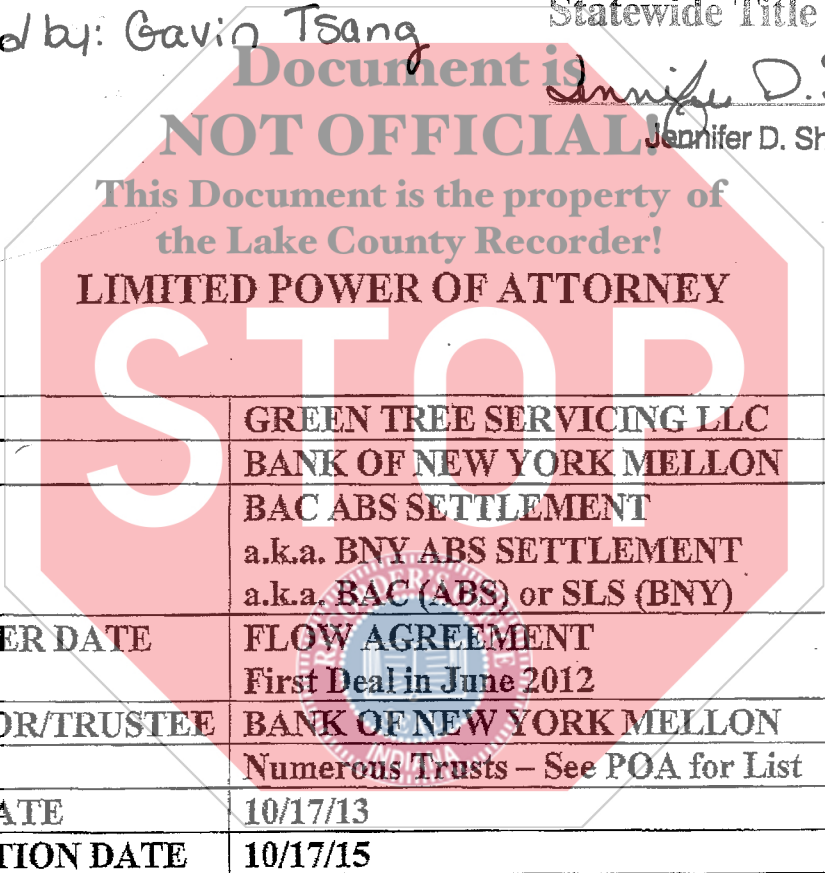 d by: Gavin Tsang
Statewide Title
Document is
NOT OFFICIAL!
Jennifer D. Sh
This Document is the property of
the Lake County Recorder!
LIMITED POWER OF ATTORNEY
STOP
GREEN TREE SERVICING LLC
BANK OF NEW YORK MELLON
BAC ABS SETTLEMENT
a.k.a. BNY ABS SETTLEMENT
a.k.a. BAC (ABS) or SLS (BNY)
ER DATE FLOW AGREEMENT
First Deal in June 2012
OR/TRUSTEE BANK OF NEW YORK MELLON
Numerous Trusts – See POA for List
ATE 10/17/13
TION DATE 10/17/15
INDIANA